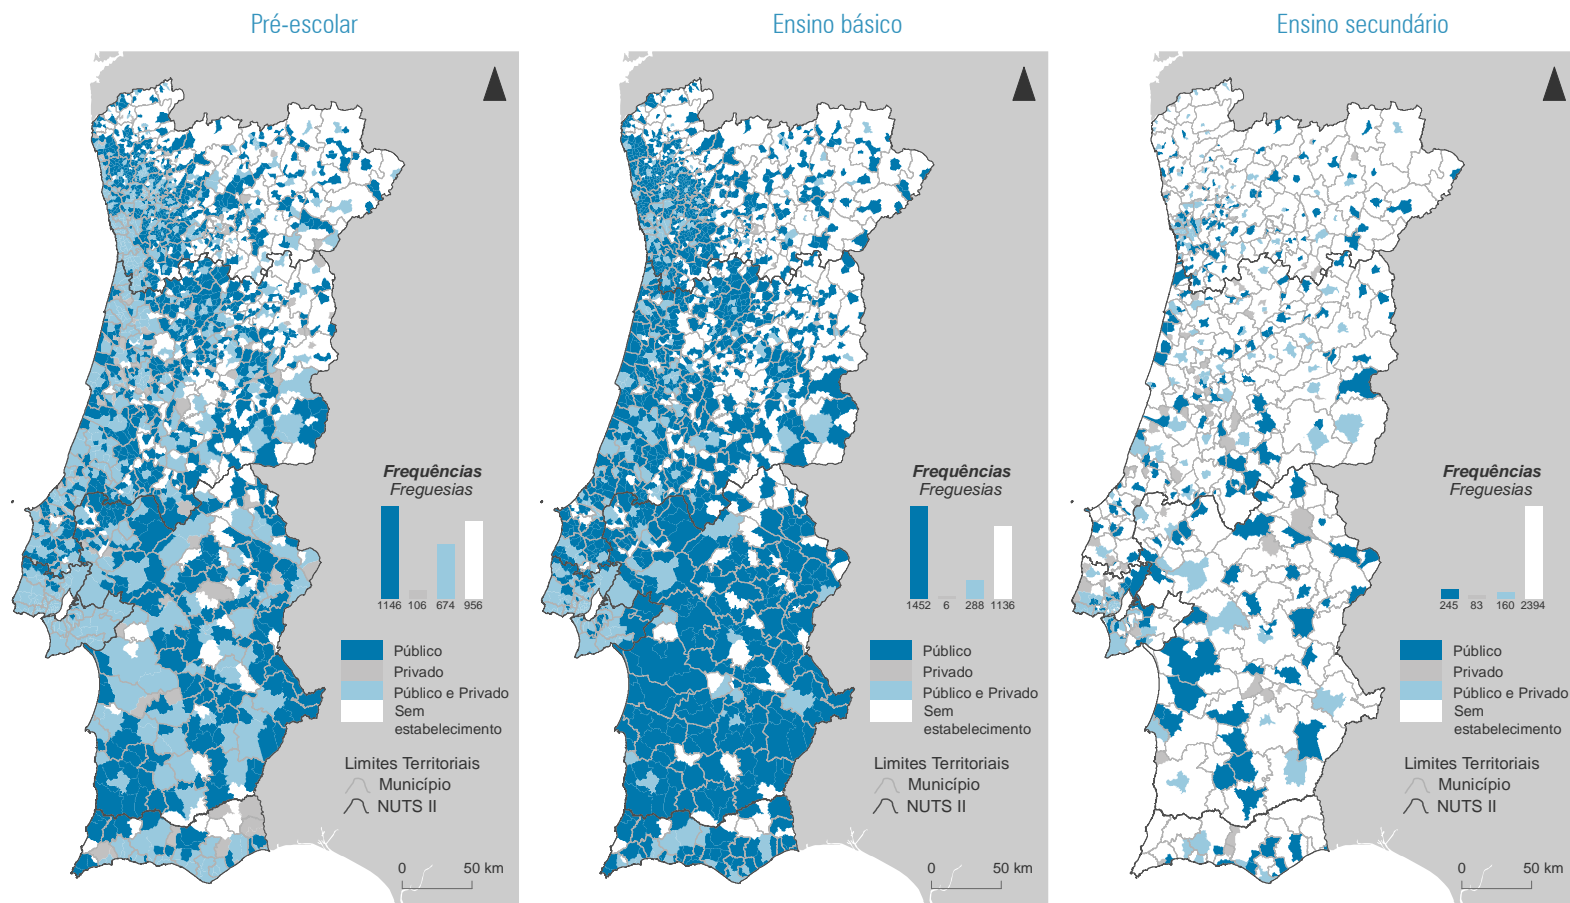 Pré-escolar
Ensino básico
Ensino secundário
Frequências
Freguesias
1146 106 674 956
Público
Privado
Público e Privado
Sem
estabelecimento
Limites Territoriais
Município
NUTS II
0 50 km
Frequências
Freguesias
1452 6 288 1136
Público
Privado
Público e Privado
Sem
estabelecimento
Limites Territoriais
Município
NUTS II
0 50 km
Frequências
Freguesias
245 83 160 2394
Público
Privado
Público e Privado
Sem
estabelecimento
Limites Territoriais
Município
NUTS II
0 50 km